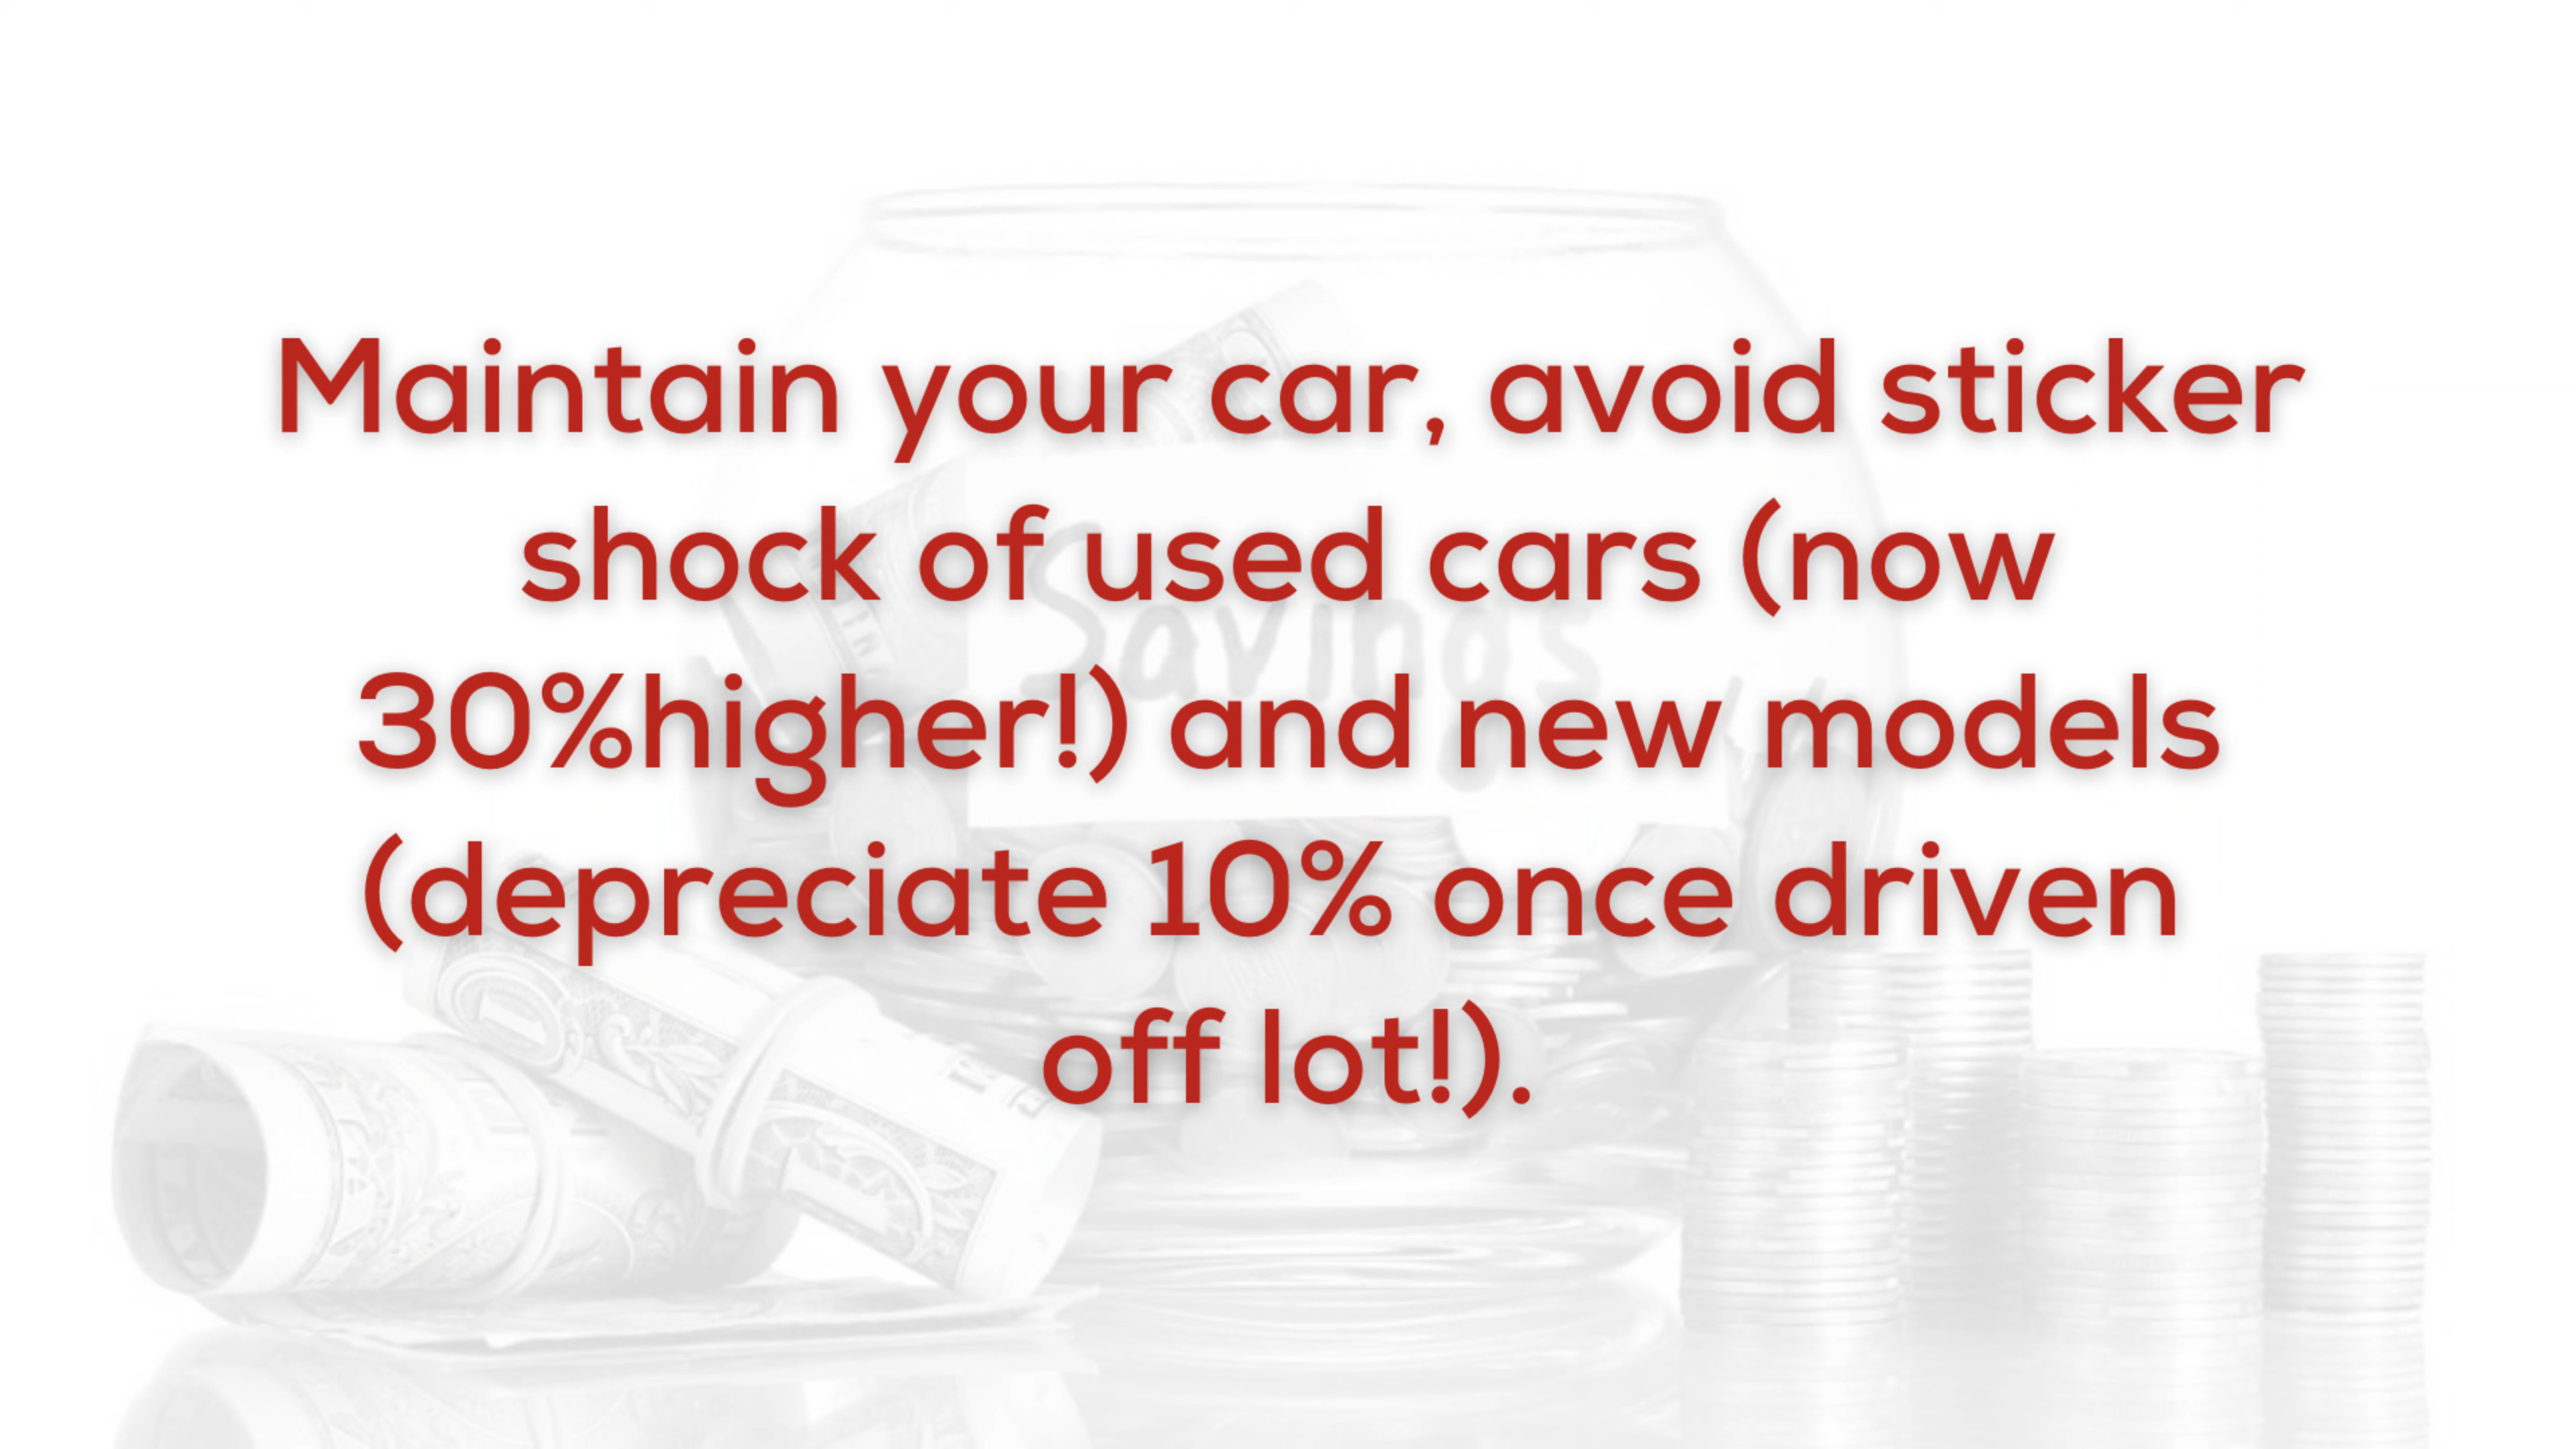 Maintain your car, avoid sticker
shock of used cars (now
Savings
30%higher!) and new models
(depreciate 10% once driven
off lot!).